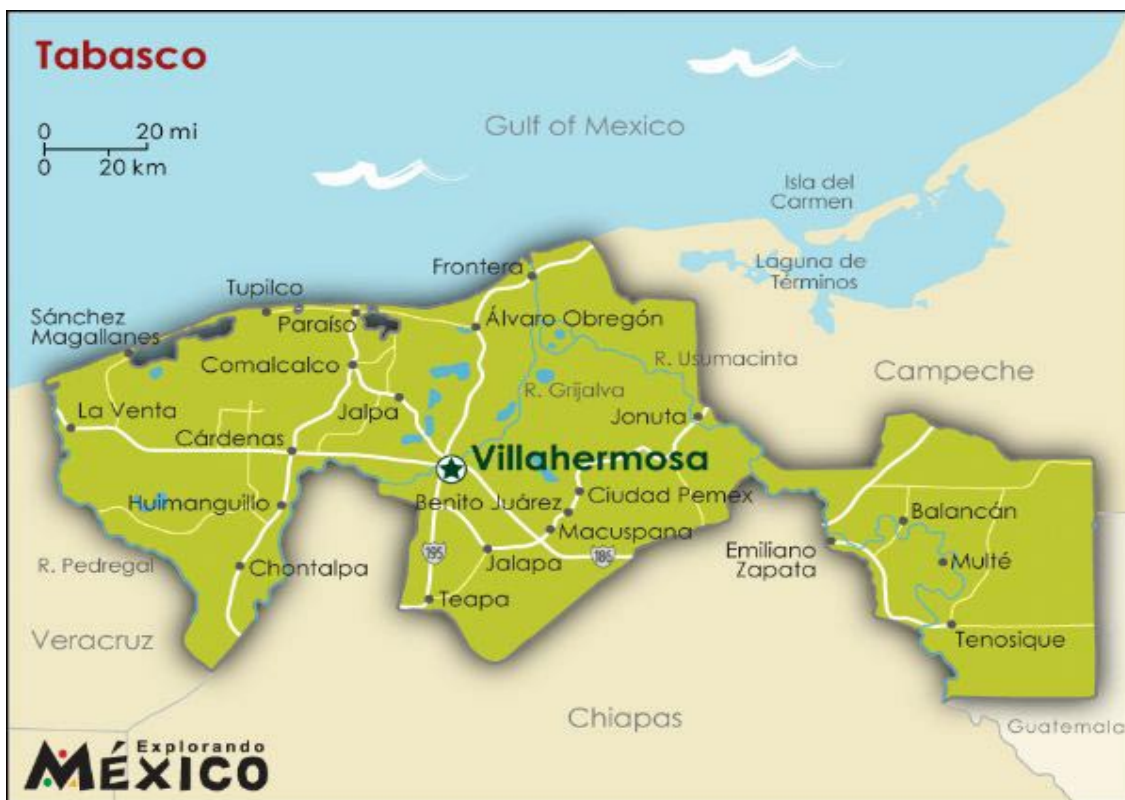 Tabasco
0 20 mi
0 20 km
Gulf of Mexico
Isla del
Carmen
Laguna de
Términos
Frontera
Tupilco
Sánchez
Magallanes
Paraíso
Álvaro Obregón
Comalcalco
R. Usumacinta
R. Grijalva
Campeche
La Venta
Jalpa
Jonuta
Cárdenas
Villahermosa
Huimanguillo
Benito Juárez
Ciudad Pemex
Balancán
Macuspana
Emiliano
Zapata
R. Pedregal
Chontalpa
195
Jalapa
185
Multé
Teapa
Veracruz
Tenosique
Chiapas
Guatemala
Explorando
MÉXICO